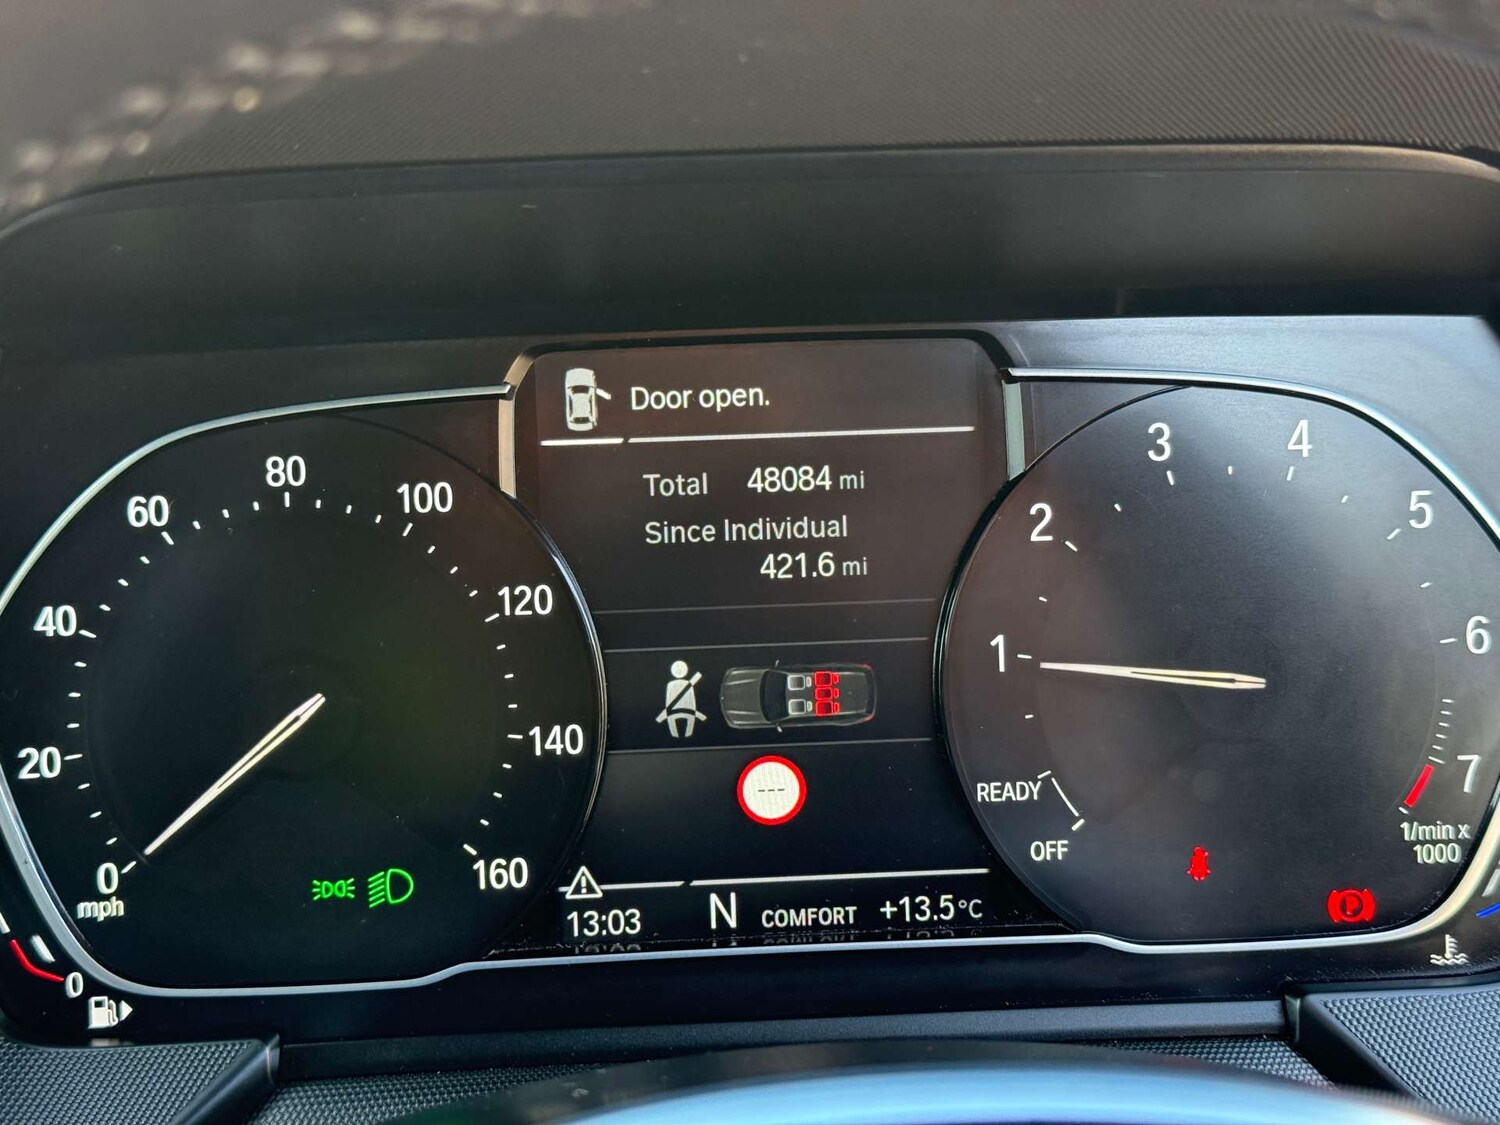 Door open.
Total 48084 mi
Since Individual
421.6 mi
0
20
40
60
80
100
120
140
160
mph
1
2
3
4
5
6
7
1/min x
1000
READY
OFF
---
P
13:03 N COMFORT +13.5°C
0